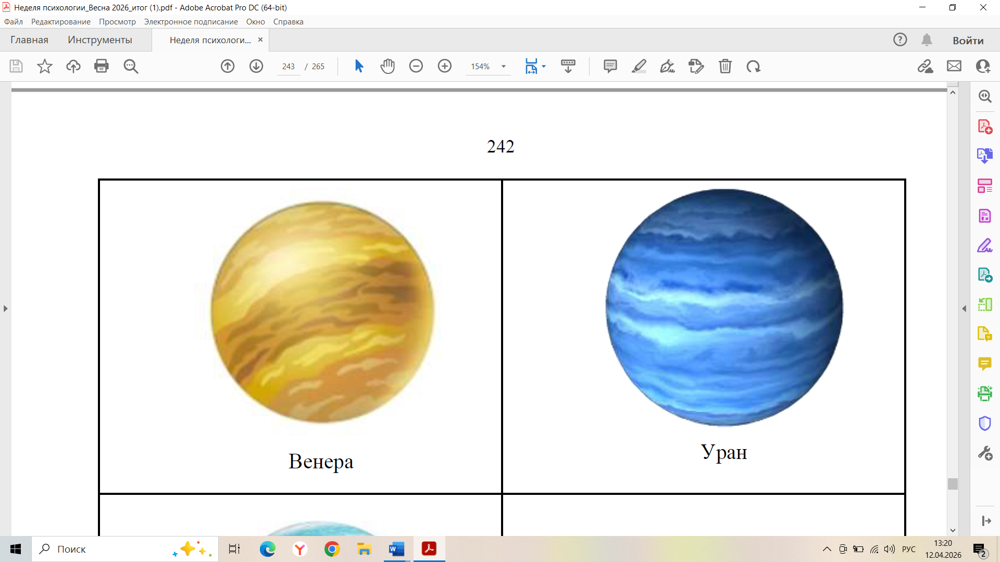 Неделя психологии_Весна 2026_итог (1).pdf - Adobe Acrobat Pro DC (64-bit)
Файл Редактирование Просмотр Электронное подписание Окно Справка
Главная Инструменты Неделя психологи... × Войти
243 / 265 154%
242
Венера
Уран
Поиск
РУС
13:20
12.04.2026
2